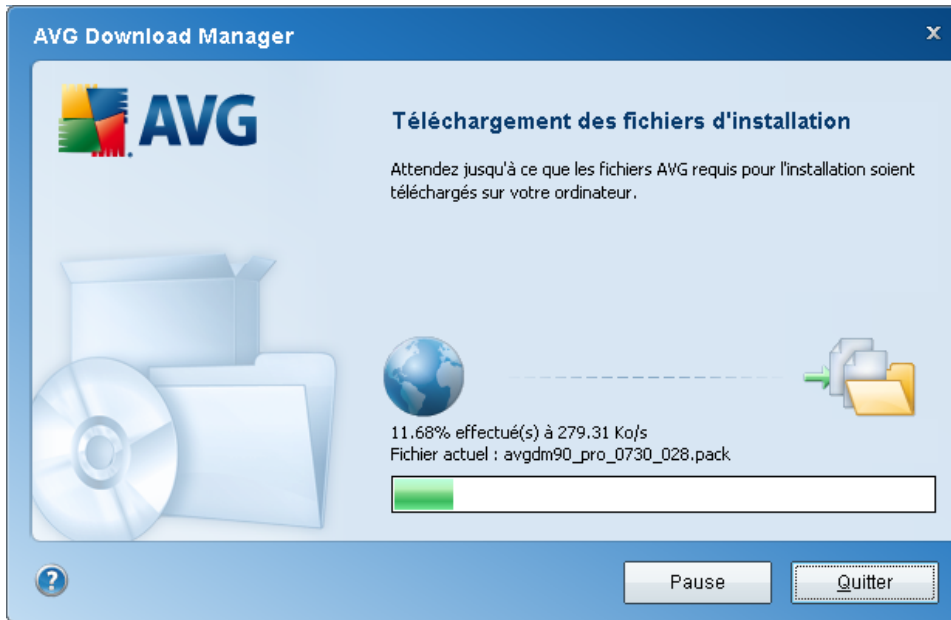 AVG Download Manager
x
AVG
Téléchargement des fichiers d'installation
Attendez jusqu'à ce que les fichiers AVG requis pour l'installation soient
téléchargés sur votre ordinateur.
11.68% effectué(s) à 279.31 Ko/s
Fichier actuel : avgdm90_pro_0730_028.pack
?
Pause
Quitter